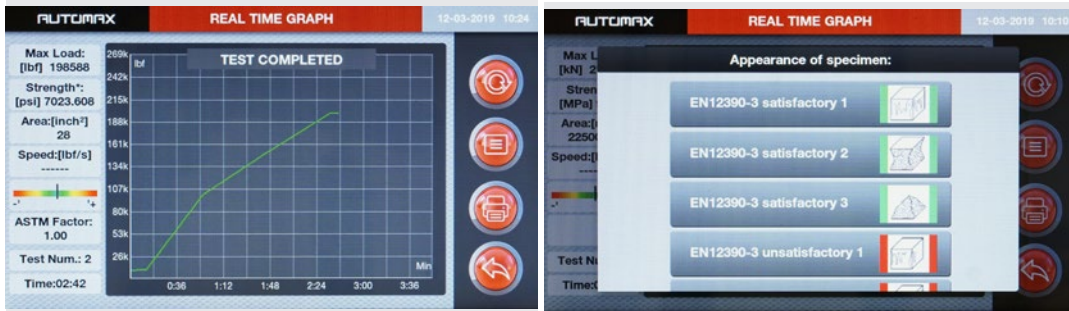 AUTOMAX
REAL TIME GRAPH
12-03-2019 10:24
Max Load:
[lbf] 198588
Strength*:
[psi] 7023.608
Area:[inch²]
28
Speed:[lbf/s]
------
-' '+
ASTM Factor:
1.00
Test Num.: 2
Time:02:42
TEST COMPLETED
lbf
269k
242k
215k
188k
161k
134k
107k
80k
53k
26k
0:36 1:12 1:48 2:24 3:00 3:36
Min
AUTOMAX
REAL TIME GRAPH
12-03-2019 10:10
Max L
[kN] 2
Stren
[MPa]
Area:[i
2250
Speed:[l
Test Nu
Time:
Appearance of specimen:
EN12390-3 satisfactory 1
EN12390-3 satisfactory 2
EN12390-3 satisfactory 3
EN12390-3 unsatisfactory 1